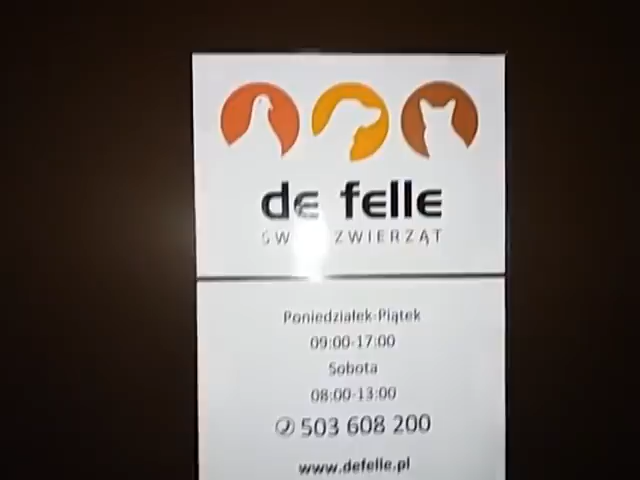 de felle
ZWIERZĄT
Poniedziałek-Piątek
09:00-17:00
Sobota
08:00-13:00
503 608 200
www.defelle.pl